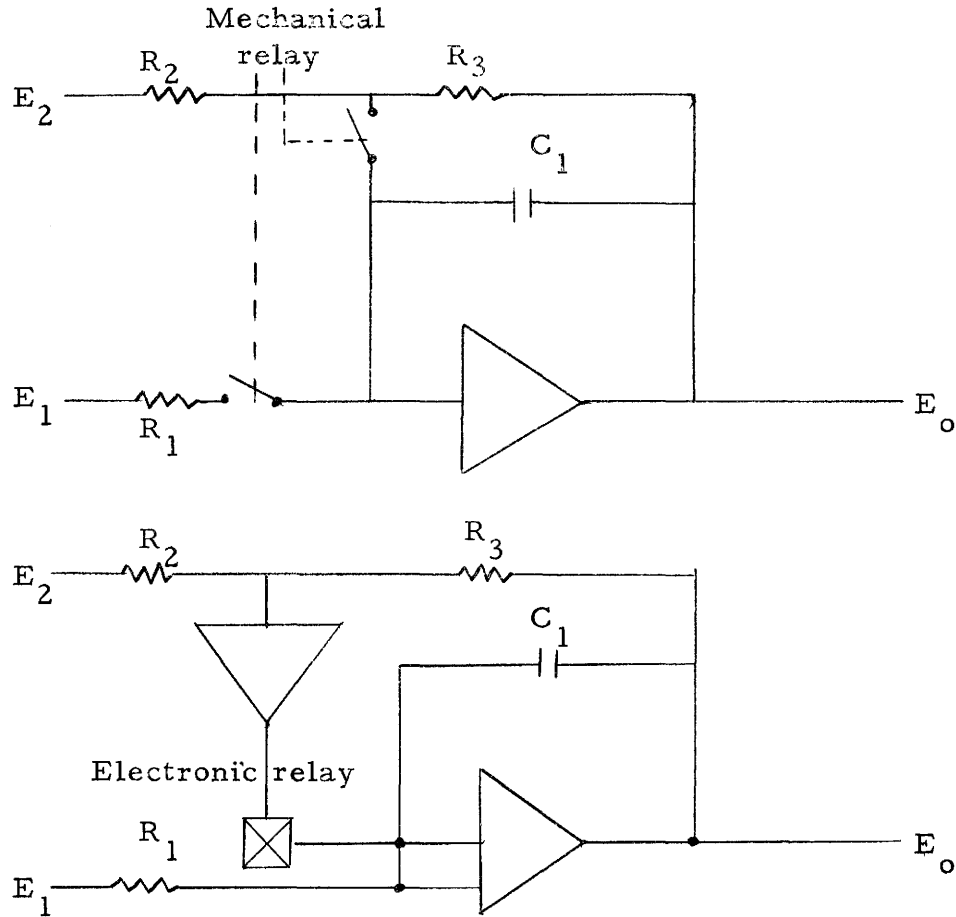 Mechanical
relay
R2
R3
E2
C1
E1
R1
Eo
R2
R3
E2
C1
Electronic relay
R1
E1
Eo